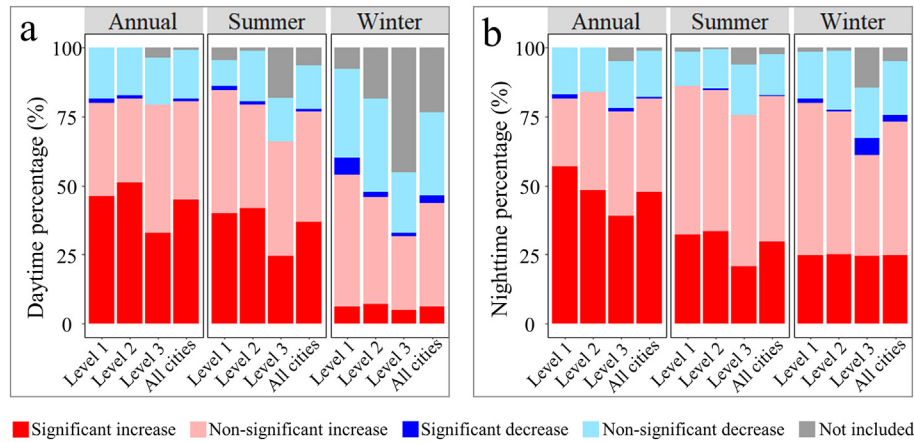 a
Annual Summer Winter
Daytime percentage (%)
100
75
50
25
0
Level 1 Level 2 Level 3 All cities Level 1 Level 2 Level 3 All cities Level 1 Level 2 Level 3 All cities
b
Annual Summer Winter
Nighttime percentage (%)
100
75
50
25
0
Level 1 Level 2 Level 3 All cities Level 1 Level 2 Level 3 All cities Level 1 Level 2 Level 3 All cities
Significant increase Non-significant increase Significant decrease Non-significant decrease Not included